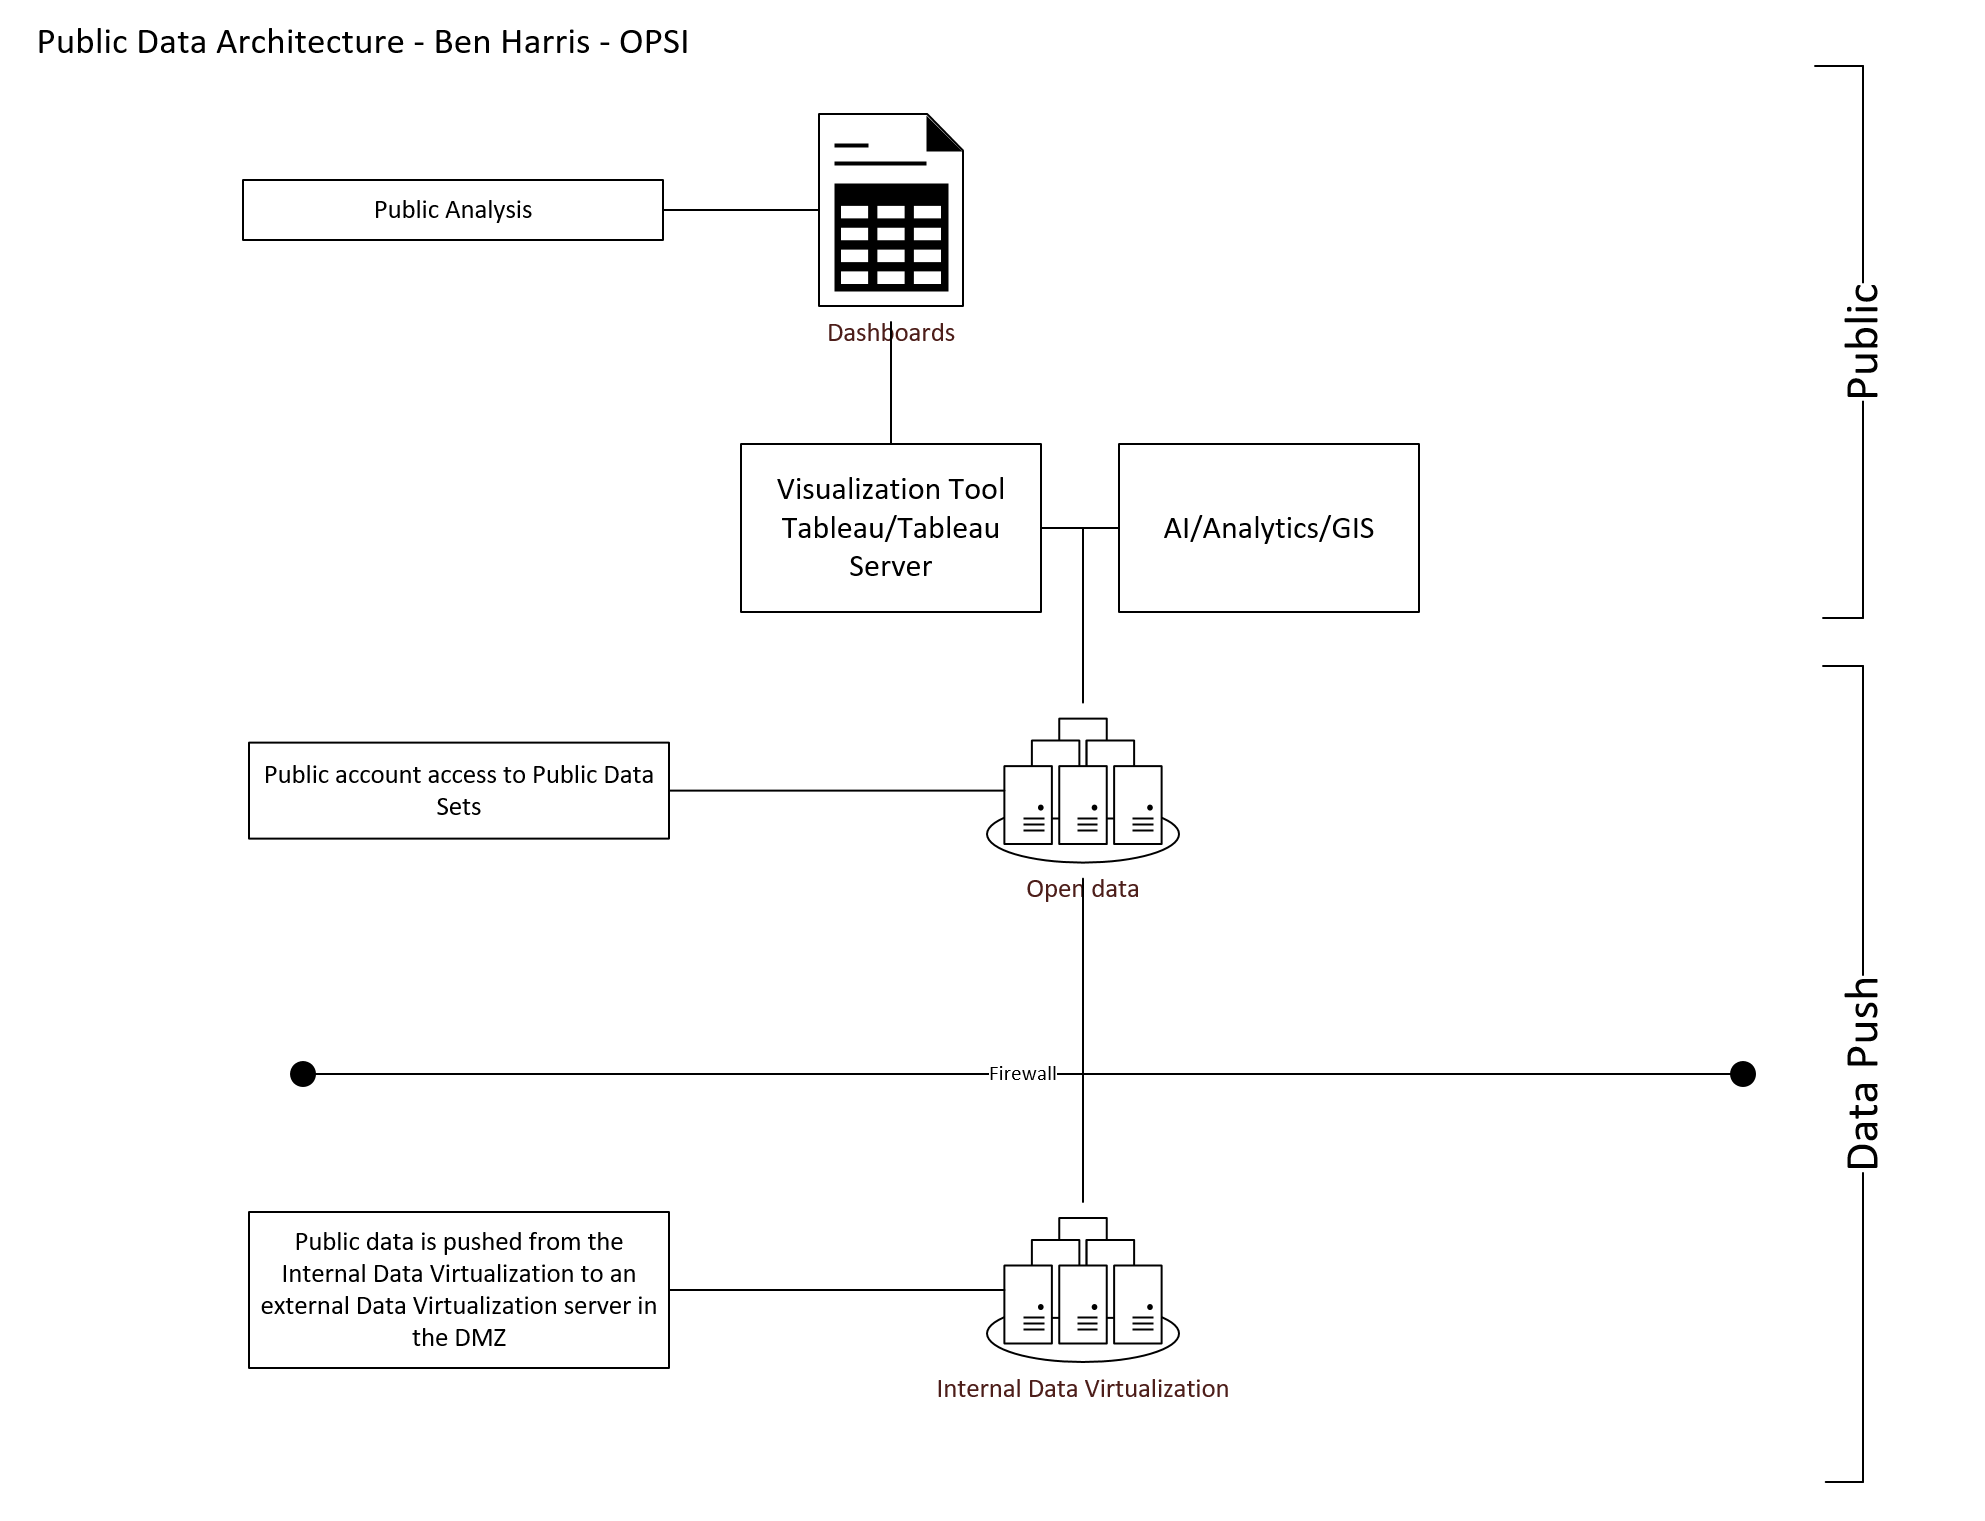 Public Data Architecture - Ben Harris - OPSI
Public Analysis
Dashboards
Public
Visualization Tool
Tableau/Tableau
Server
AI/Analytics/GIS
Public account access to Public Data
Sets
Open data
Data Push
Firewall
Public data is pushed from the
Internal Data Virtualization to an
external Data Virtualization server in
the DMZ
Internal Data Virtualization